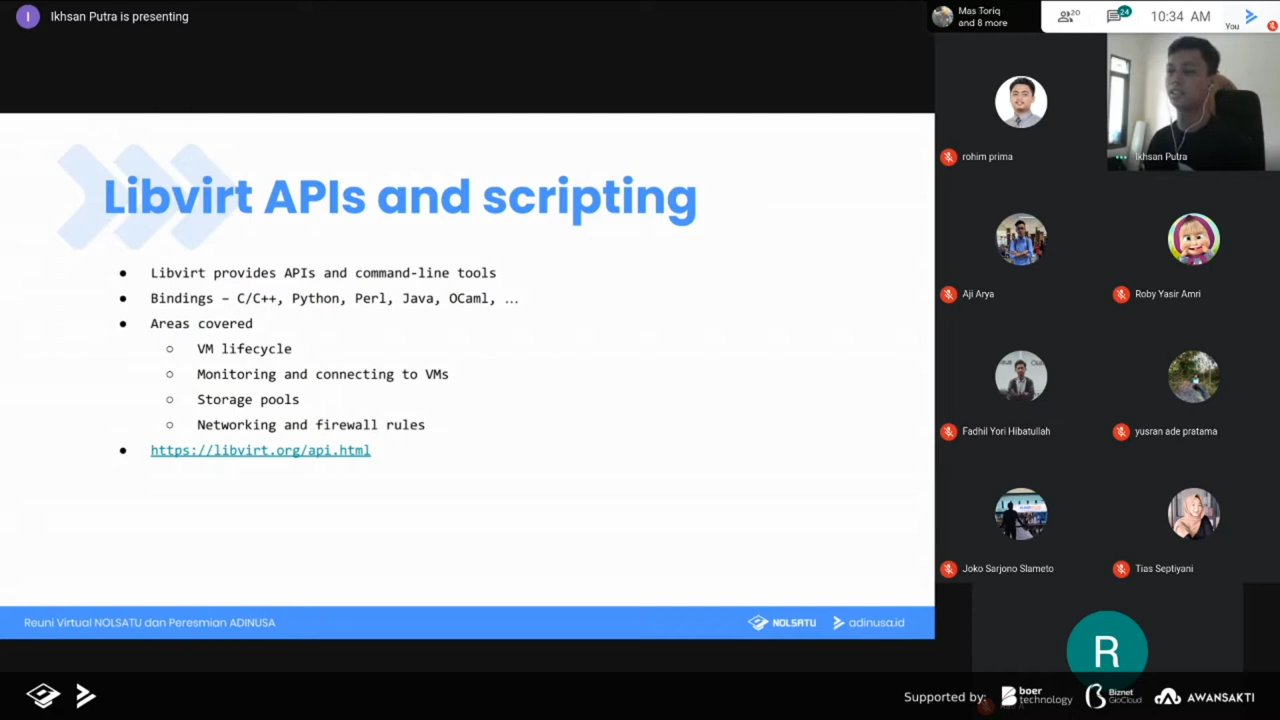 I
Ikhsan Putra is presenting
Mas Toriq
and 8 more
20
24
10:34 AM
You
Libvirt APIs and scripting
● Libvirt provides APIs and command-line tools
● Bindings – C/C++, Python, Perl, Java, OCaml, ...
● Areas covered
○ VM lifecycle
○ Monitoring and connecting to VMs
○ Storage pools
○ Networking and firewall rules
● https://libvirt.org/api.html
Reuni Virtual NOLSATU dan Peresmian ADINUSA
NOLSATU
adinusa.id
rohim prima
Ikhsan Putra
Aji Arya
Roby Yasir Amri
Fadhil Yori Hibatullah
yusran ade pratama
Joko Sarjono Slameto
Tias Septiyani
R
Supported by:
boer
technology
Biznet
GioCloud
AWANSAKTI